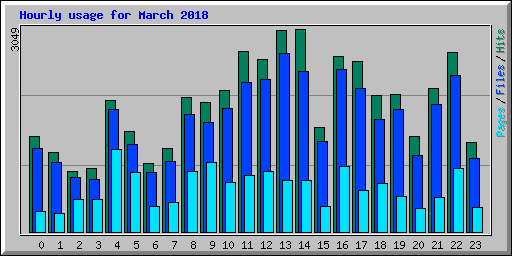 Hourly usage for March 2018
3049
Pages / Files / Hits
0 1 2 3 4 5 6 7 8 9 10 11 12 13 14 15 16 17 18 19 20 21 22 23